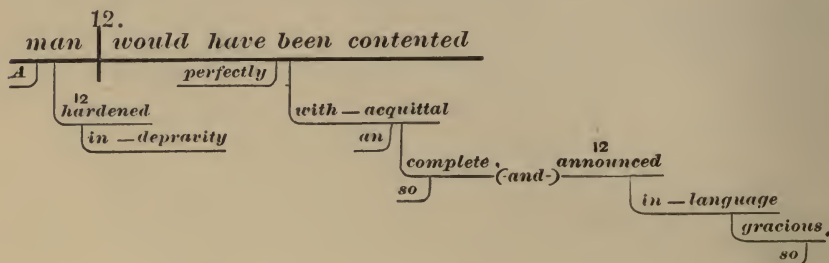 12.
man would have been contented
A perfectly
12
hardened with — acquittal
in — depravity an
12
complete, (-and-) announced
so
in — language
gracious.
so